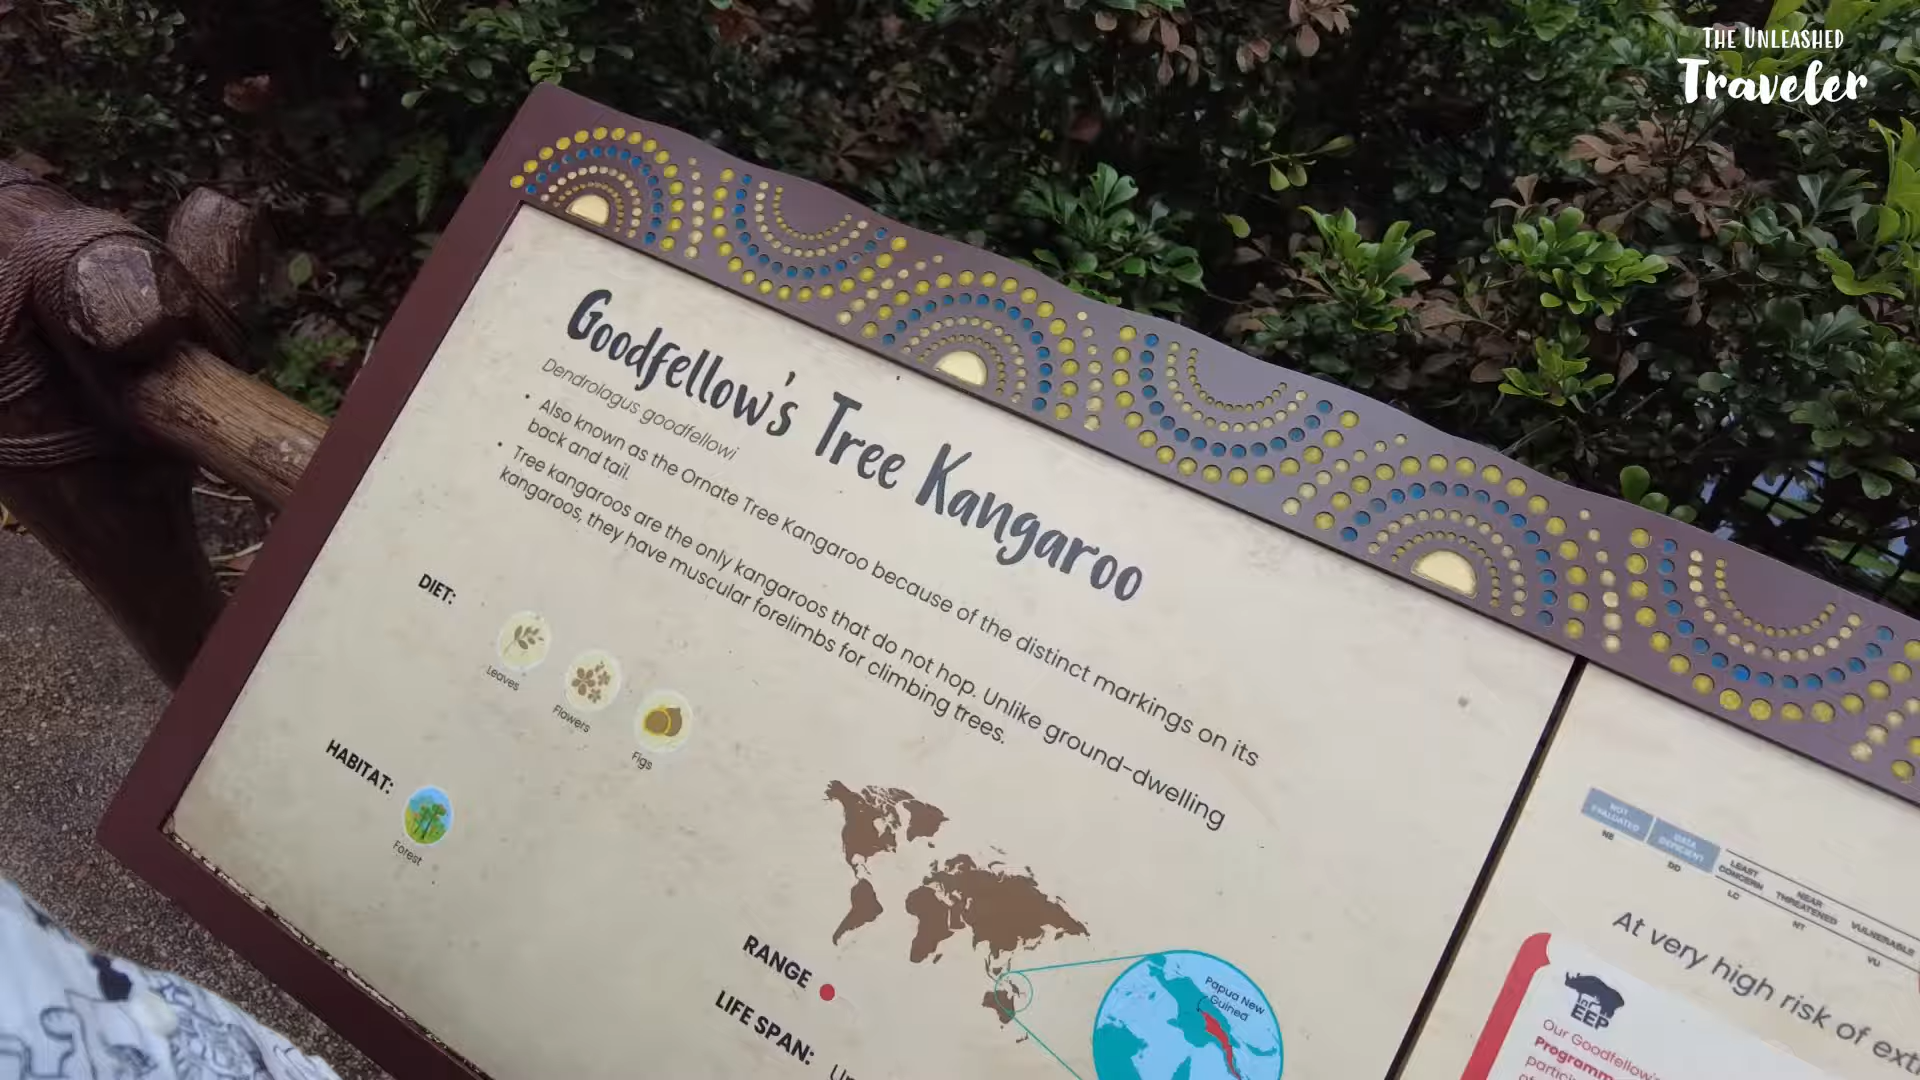 THE UNLEASHED
Traveler
Goodfellow's Tree Kangaroo
Dendrolagus goodfellowi
• Also known as the Ornate Tree Kangaroo because of the distinct markings on its
back and tail.
• Tree kangaroos are the only kangaroos that do not hop. Unlike ground-dwelling
kangaroos, they have muscular forelimbs for climbing trees.
DIET:
Leaves
Flowers
Figs
HABITAT:
Forest
RANGE
Papua New
Guinea
LIFE SPAN:
NOT
EVALUATED
NE
DATA
DEFICIENT
DD
LEAST
CONCERN
LC
NEAR
THREATENED
NT
VULNERABLE
VU
At very high risk of
EEP
Our Goodfellow's